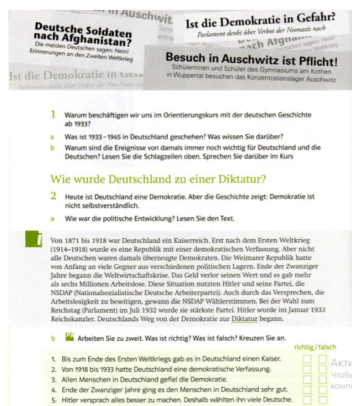 in Auschwit
Deutsche Soldaten
nach Afghanistan?
Die meisten Deutschen sagen: Nein!
Erinnerungen an den Zweiten Weltkrieg
Ist die Demokratie in Gefahr?
Parlament denkt über Verbot der Neonazis nach
Ist die Demokratie in
Besuch in Auschwitz ist Pflicht!
Schülerinnen und Schüler des Gymnasiums am Kothen
in Wuppertal besuchen das Konzentrationslager Auschwitz
1 Warum beschäftigen wir uns im Orientierungskurs mit der deutschen Geschichte
ab 1933?
a Was ist 1933–1945 in Deutschland geschehen? Was wissen Sie darüber?
b Warum sind die Ereignisse von damals immer noch wichtig für Deutschland und die
Deutschen? Lesen Sie die Schlagzeilen oben. Sprechen Sie darüber im Kurs
Wie wurde Deutschland zu einer Diktatur?
2 Heute ist Deutschland eine Demokratie. Aber die Geschichte zeigt: Demokratie ist
nicht selbstverständlich.
a Wie war die politische Entwicklung? Lesen Sie den Text.
Von 1871 bis 1918 war Deutschland ein Kaiserreich. Erst nach dem Ersten Weltkrieg
(1914–1918) wurde es eine Republik mit einer demokratischen Verfassung. Aber nicht
alle Deutschen waren damals überzeugte Demokraten. Die Weimarer Republik hatte
von Anfang an viele Gegner aus verschiedenen politischen Lagern. Ende der Zwanziger
Jahre begann die Weltwirtschaftskrise. Das Geld verlor seinen Wert und es gab mehr
als sechs Millionen Arbeitslose. Diese Situation nutzten Hitler und seine Partei, die
NSDAP (Nationalsozialistische Deutsche Arbeiterpartei). Auch durch das Versprechen, die
Arbeitslosigkeit zu beseitigen, gewann die NSDAP Wählerstimmen. Bei der Wahl zum
Reichstag (Parlament) im Juli 1932 wurde sie stärkste Partei. Hitler wurde im Januar 1933
Reichskanzler. Deutschlands Weg von der Demokratie zur Diktatur begann.
b Arbeiten Sie zu zweit. Was ist richtig? Was ist falsch? Kreuzen Sie an.
richtig / falsch
1. Bis zum Ende des Ersten Weltkriegs gab es in Deutschland einen Kaiser.
2. Von 1918 bis 1933 hatte Deutschland eine demokratische Verfassung.
3. Allen Menschen in Deutschland gefiel die Demokratie.
4. Ende der Zwanziger Jahre ging es den Menschen in Deutschland sehr gut.
5. Hitler versprach alles besser zu machen. Deshalb wählten ihn viele Deutsche.
Акти
Чтобы
комп